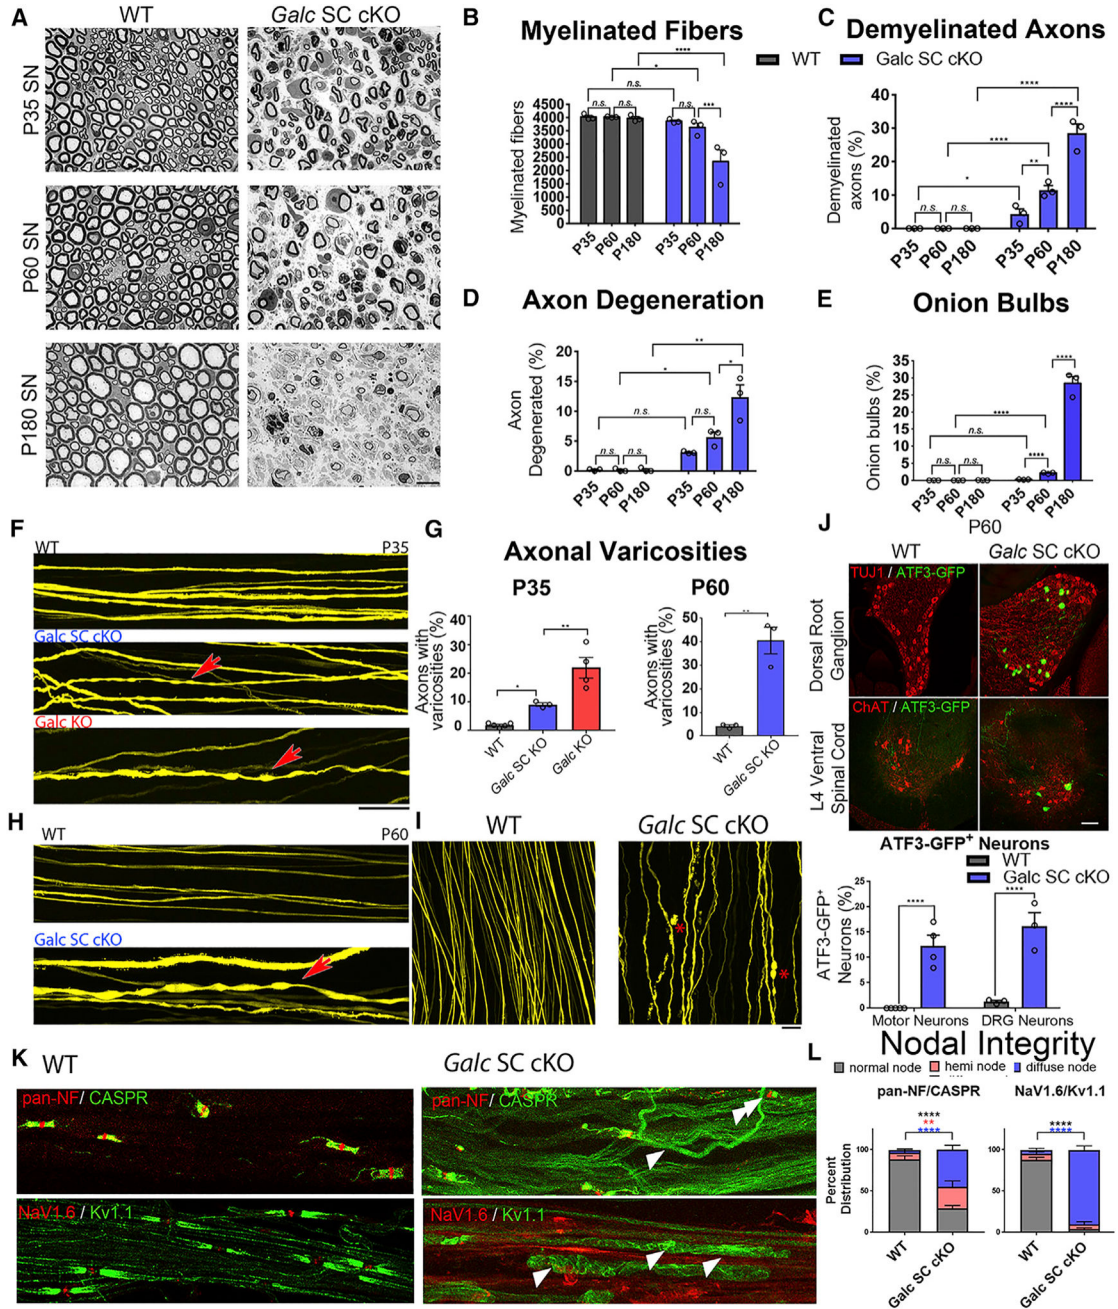 A
WT
Galc SC cKO
P35 SN
P60 SN
P180 SN
B
Myelinated Fibers
WT
Galc SC cKO
Myelinated fibers
4500
4000
3500
3000
2500
2000
1500
1000
500
0
n.s.
n.s.
n.s.
n.s.
*
****
***
P35
P60
P180
P35
P60
P180
C
Demyelinated Axons
Demyelinated
axons (%)
40
30
20
10
0
n.s.
n.s.
*
**
****
****
****
P35
P60
P180
P35
P60
P180
D
Axon Degeneration
Axon
Degenerated (%)
20
15
10
5
0
n.s.
n.s.
n.s.
n.s.
*
**
*
P35
P60
P180
P35
P60
P180
E
Onion Bulbs
Onion bulbs (%)
35
30
25
20
15
10
5
0
n.s.
n.s.
n.s.
****
****
****
P35
P60
P180
P35
P60
P180
F
WT
P35
Galc SC cKO
Galc KO
G
Axonal Varicosities
P35
Axons with
varicosities (%)
40
30
20
10
0
*
**
WT
Galc SC KO
Galc KO
P60
Axons with
varicosities (%)
50
40
30
20
10
0
**
WT
Galc SC KO
H
WT
P60
Galc SC cKO
I
WT
Galc SC cKO
*
*
J
P60
WT
Galc SC cKO
TUJ1 / ATF3-GFP
Dorsal Root
Ganglion
ChAT / ATF3-GFP
L4 Ventral
Spinal Cord
ATF3-GFP+ Neurons
WT
Galc SC cKO
ATF3-GFP+
Neurons (%)
25
20
15
10
5
0
****
****
Motor Neurons
DRG Neurons
K
WT
Galc SC cKO
pan-NF/ CASPR
pan-NF/ CASPR
NaV1.6 / Kv1.1
NaV1.6 / Kv1.1
L
Nodal Integrity
normal node
hemi node
diffuse node
pan-NF/CASPR
NaV1.6/Kv1.1
Percent
Distribution
100
50
0
****
**
****
WT
Galc SC cKO
100
50
0
****
****
WT
Galc SC cKO